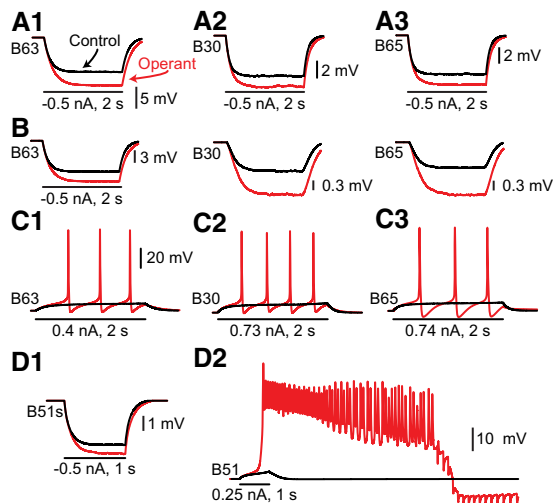 A1 A2 A3
B63 Control B30 B65
Operant
2 mV 2 mV
-0.5 nA, 2 s 5 mV -0.5 nA, 2 s -0.5 nA, 2 s
B
B63 B30 B65
3 mV 0.3 mV 0.3 mV
-0.5 nA, 2 s
C1 C2 C3
20 mV
B63 B30 B65
0.4 nA, 2 s 0.73 nA, 2 s 0.74 nA, 2 s
D1 D2
B51s 1 mV
10 mV
-0.5 nA, 1 s B51
0.25 nA, 1 s